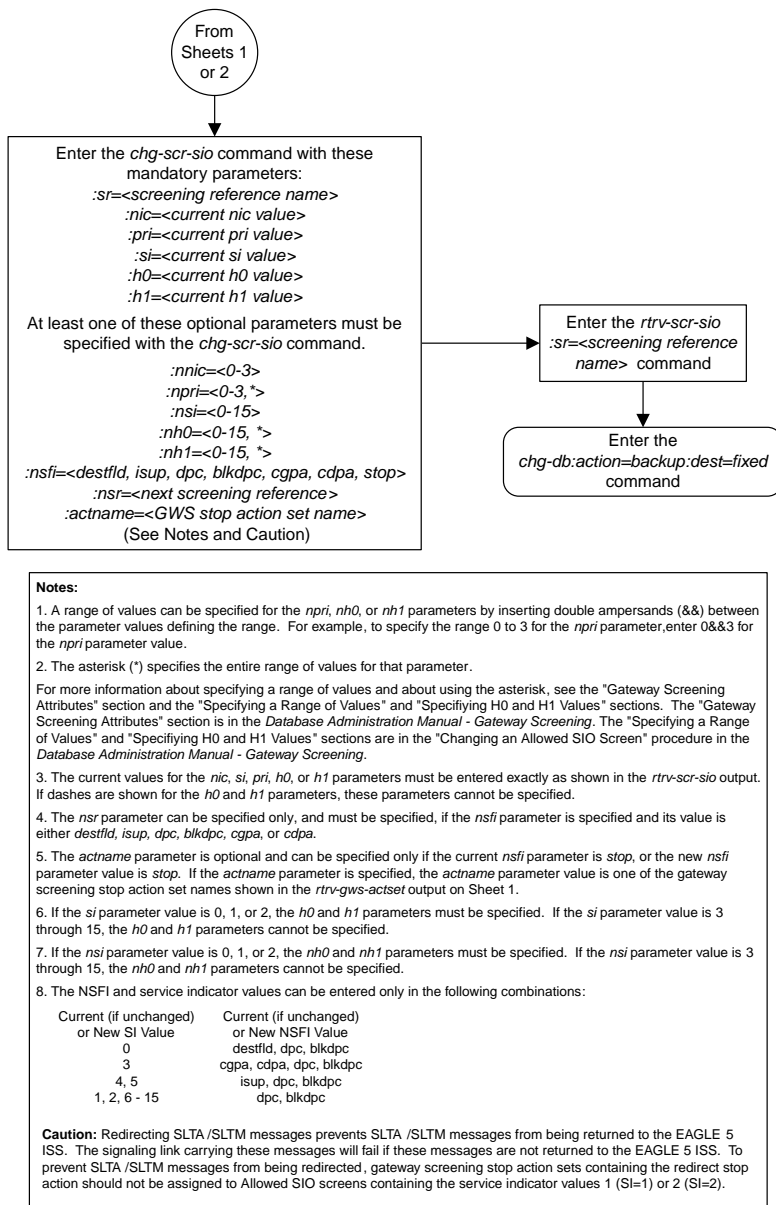 From
Sheets 1
or 2
Enter the chg-scr-sio command with these
mandatory parameters:
:sr=<screening reference name>
:nic=<current nic value>
:pri=<current pri value>
:si=<current si value>
:h0=<current h0 value>
:h1=<current h1 value>
At least one of these optional parameters must be
specified with the chg-scr-sio command.
:nnic=<0-3>
:npri=<0-3,*>
:nsi=<0-15>
:nh0=<0-15, *>
:nh1=<0-15, *>
:nsfi=<destfld, isup, dpc, blkdpc, cgpa, cdpa, stop>
:nsr=<next screening reference>
:actname=<GWS stop action set name>
(See Notes and Caution)
Enter the rtrv-scr-sio
:sr=<screening reference
name> command
Enter the
chg-db:action=backup:dest=fixed
command
Notes:
1. A range of values can be specified for the npri, nh0, or nh1 parameters by inserting double ampersands (&&) between
the parameter values defining the range. For example, to specify the range 0 to 3 for the npri parameter,enter 0&&3 for
the npri parameter value.
2. The asterisk (*) specifies the entire range of values for that parameter.
For more information about specifying a range of values and about using the asterisk, see the "Gateway Screening
Attributes" section and the "Specifying a Range of Values" and "Specifying H0 and H1 Values" sections. The "Gateway
Screening Attributes" section is in the Database Administration Manual - Gateway Screening. The "Specifying a Range
of Values" and "Specifiying H0 and H1 Values" sections are in the "Changing an Allowed SIO Screen" procedure in the
Database Administration Manual - Gateway Screening.
3. The current values for the nic, si, pri, h0, or h1 parameters must be entered exactly as shown in the rtrv-scr-sio output.
If dashes are shown for the h0 and h1 parameters, these parameters cannot be specified.
4. The nsr parameter can be specified only, and must be specified, if the nsfi parameter is specified and its value is
either destfld, isup, dpc, blkdpc, cgpa, or cdpa.
5. The actname parameter is optional and can be specified only if the current nsfi parameter is stop, or the new nsfi
parameter value is stop. If the actname parameter is specified, the actname parameter value is one of the gateway
screening stop action set names shown in the rtrv-gws-actset output on Sheet 1.
6. If the si parameter value is 0, 1, or 2, the h0 and h1 parameters must be specified. If the si parameter value is 3
through 15, the h0 and h1 parameters cannot be specified.
7. If the nsi parameter value is 0, 1, or 2, the nh0 and nh1 parameters must be specified. If the nsi parameter value is 3
through 15, the nh0 and nh1 parameters cannot be specified.
8. The NSFI and service indicator values can be entered only in the following combinations:
Current (if unchanged) Current (if unchanged)
or New SI Value or New NSFI Value
0 destfld, dpc, blkdpc
3 cgpa, cdpa, dpc, blkdpc
4, 5 isup, dpc, blkdpc
1, 2, 6 - 15 dpc, blkdpc
Caution: Redirecting SLTA /SLTM messages prevents SLTA /SLTM messages from being returned to the EAGLE 5
ISS. The signaling link carrying these messages will fail if these messages are not returned to the EAGLE 5 ISS. To
prevent SLTA /SLTM messages from being redirected, gateway screening stop action sets containing the redirect stop
action should not be assigned to Allowed SIO screens containing the service indicator values 1 (SI=1) or 2 (SI=2).